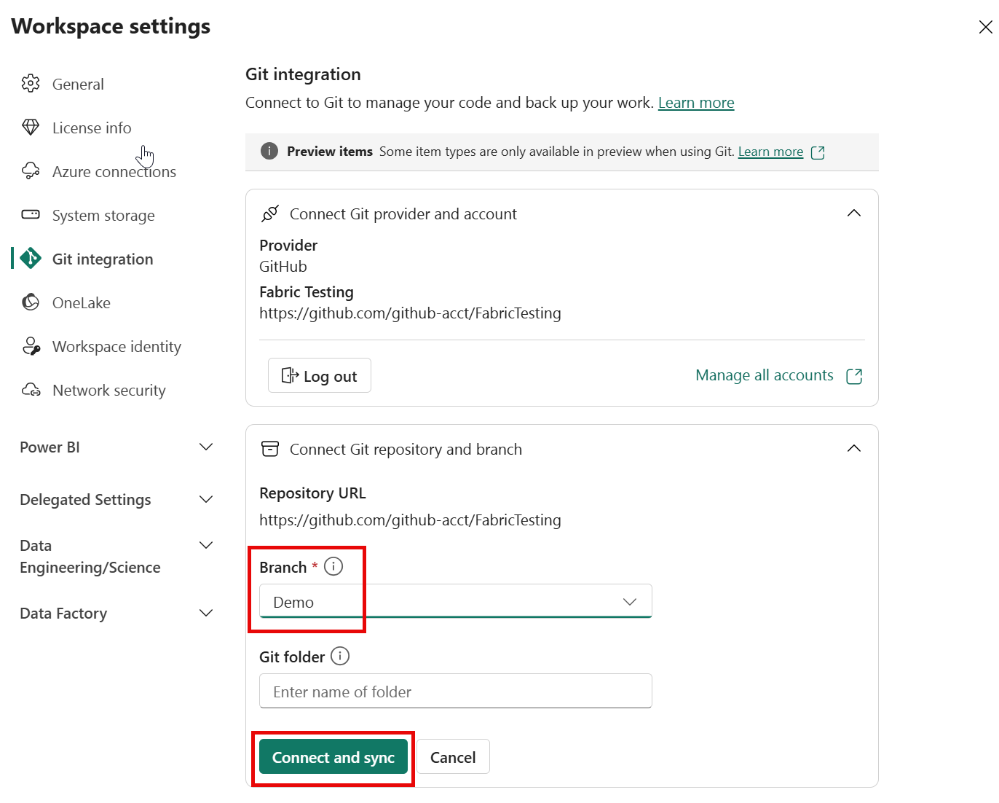 Workspace settings
General
License info
Azure connections
System storage
Git integration
OneLake
Workspace identity
Network security
Power BI
Delegated Settings
Data
Engineering/Science
Data Factory
Git integration
Connect to Git to manage your code and back up your work. Learn more
Preview items Some item types are only available in preview when using Git. Learn more
Connect Git provider and account
Provider
GitHub
Fabric Testing
https://github.com/github-acct/FabricTesting
Log out
Manage all accounts
Connect Git repository and branch
Repository URL
https://github.com/github-acct/FabricTesting
Branch *
Demo
Git folder
Enter name of folder
Connect and sync
Cancel